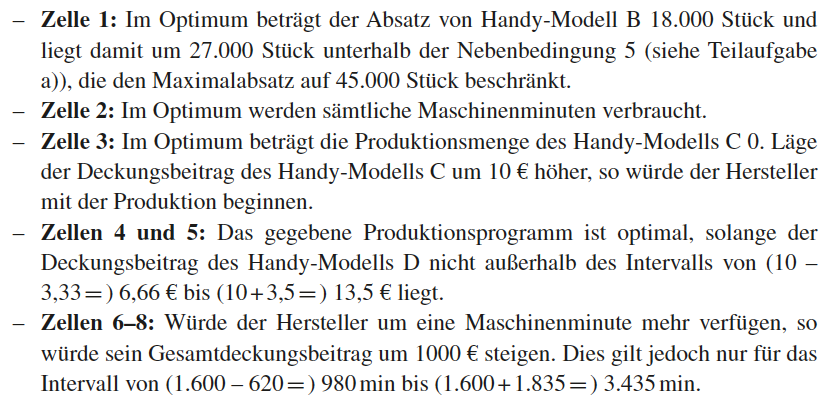 – Zelle 1: Im Optimum beträgt der Absatz von Handy-Modell B 18.000 Stück und
liegt damit um 27.000 Stück unterhalb der Nebenbedingung 5 (siehe Teilaufgabe
a)), die den Maximalabsatz auf 45.000 Stück beschränkt.
– Zelle 2: Im Optimum werden sämtliche Maschinenminuten verbraucht.
– Zelle 3: Im Optimum beträgt die Produktionsmenge des Handy-Modells C 0. Läge
der Deckungsbeitrag des Handy-Modells C um 10 € höher, so würde der Hersteller
mit der Produktion beginnen.
– Zellen 4 und 5: Das gegebene Produktionsprogramm ist optimal, solange der
Deckungsbeitrag des Handy-Modells D nicht außerhalb des Intervalls von (10 –
3,33 =) 6,66 € bis (10 + 3,5 =) 13,5 € liegt.
– Zellen 6–8: Würde der Hersteller um eine Maschinenminute mehr verfügen, so
würde sein Gesamtdeckungsbeitrag um 1000 € steigen. Dies gilt jedoch nur für das
Intervall von (1.600 – 620 =) 980 min bis (1.600 + 1.835 =) 3.435 min.